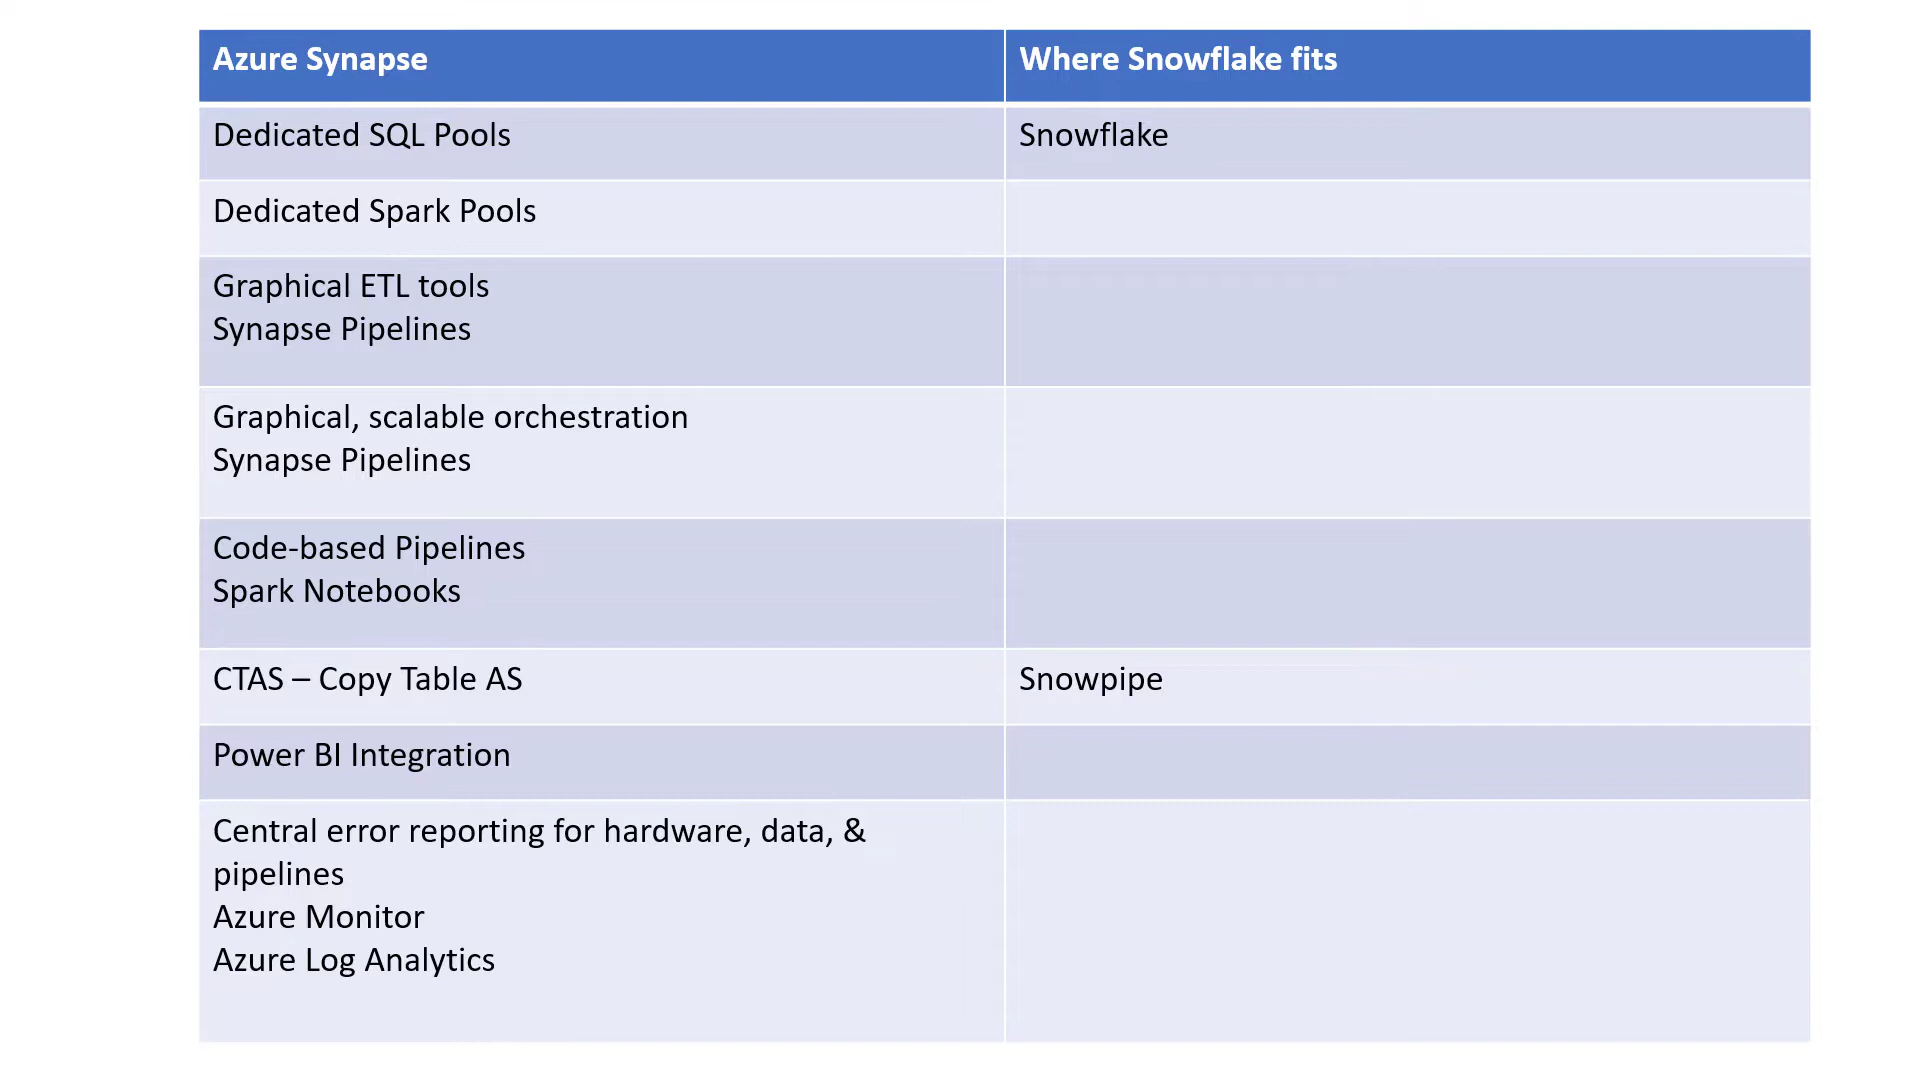 Azure Synapse
Where Snowflake fits
Dedicated SQL Pools
Snowflake
Dedicated Spark Pools
Graphical ETL tools
Synapse Pipelines
Graphical, scalable orchestration
Synapse Pipelines
Code-based Pipelines
Spark Notebooks
CTAS – Copy Table AS
Snowpipe
Power BI Integration
Central error reporting for hardware, data, &
pipelines
Azure Monitor
Azure Log Analytics